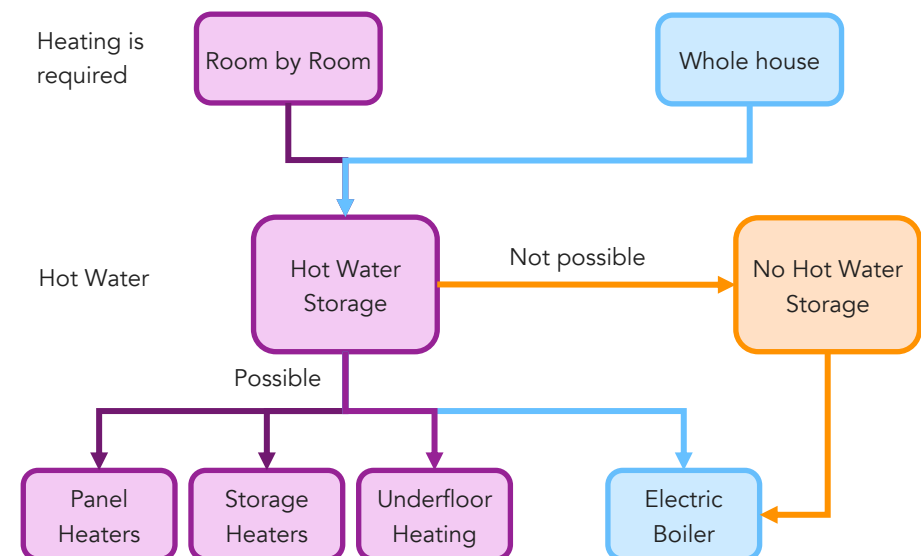 Heating is
required
Room by Room
Whole house
Hot Water
Hot Water
Storage
Not possible
No Hot Water
Storage
Possible
Panel
Heaters
Storage
Heaters
Underfloor
Heating
Electric
Boiler